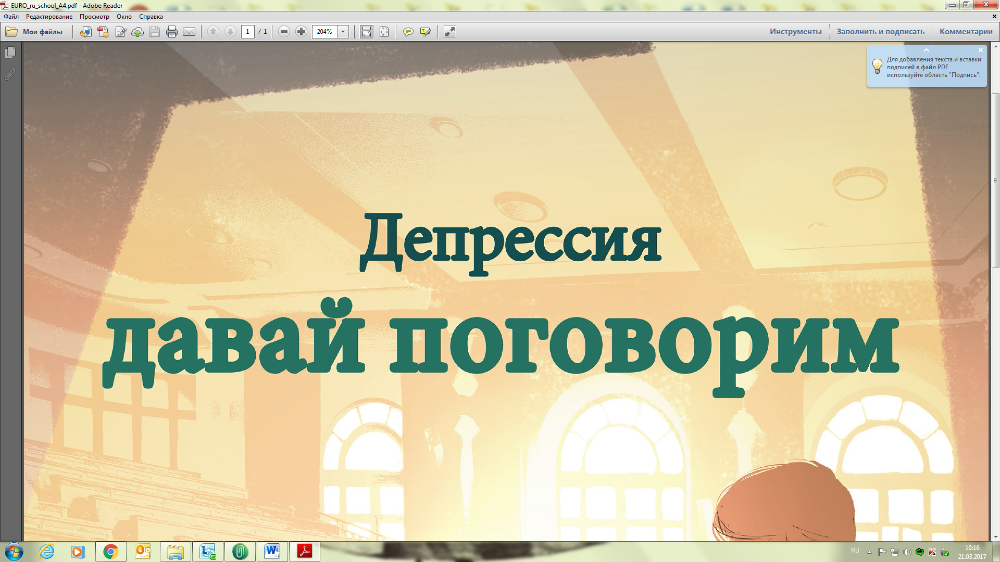 EURO_ru_school_A4.pdf - Adobe Reader
Файл Редактирование Просмотр Окно Справка
Мои файлы 1 / 1 204% Инструменты Заполнить и подписать Комментарии
Для добавления текста и вставки
подписей в файл PDF
используйте область "Подпись".
Депрессия
давай поговорим
RU 10:16
21.03.2017